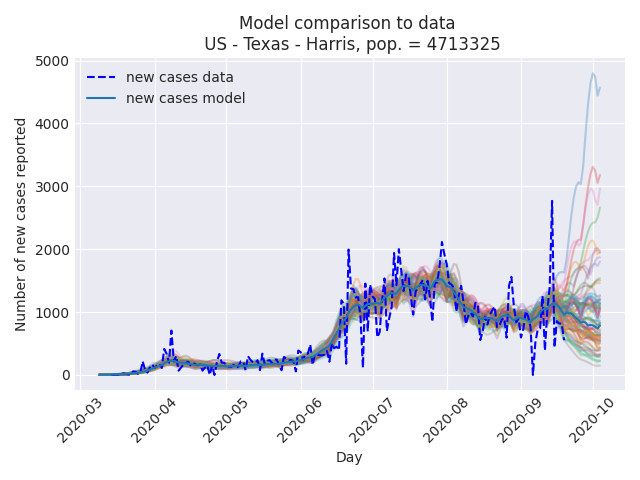 Model comparison to data
US - Texas - Harris, pop. = 4713325
new cases data
new cases model
Number of new cases reported
5000
4000
3000
2000
1000
0
2020-03
2020-04
2020-05
2020-06
2020-07
2020-08
2020-09
2020-10
Day